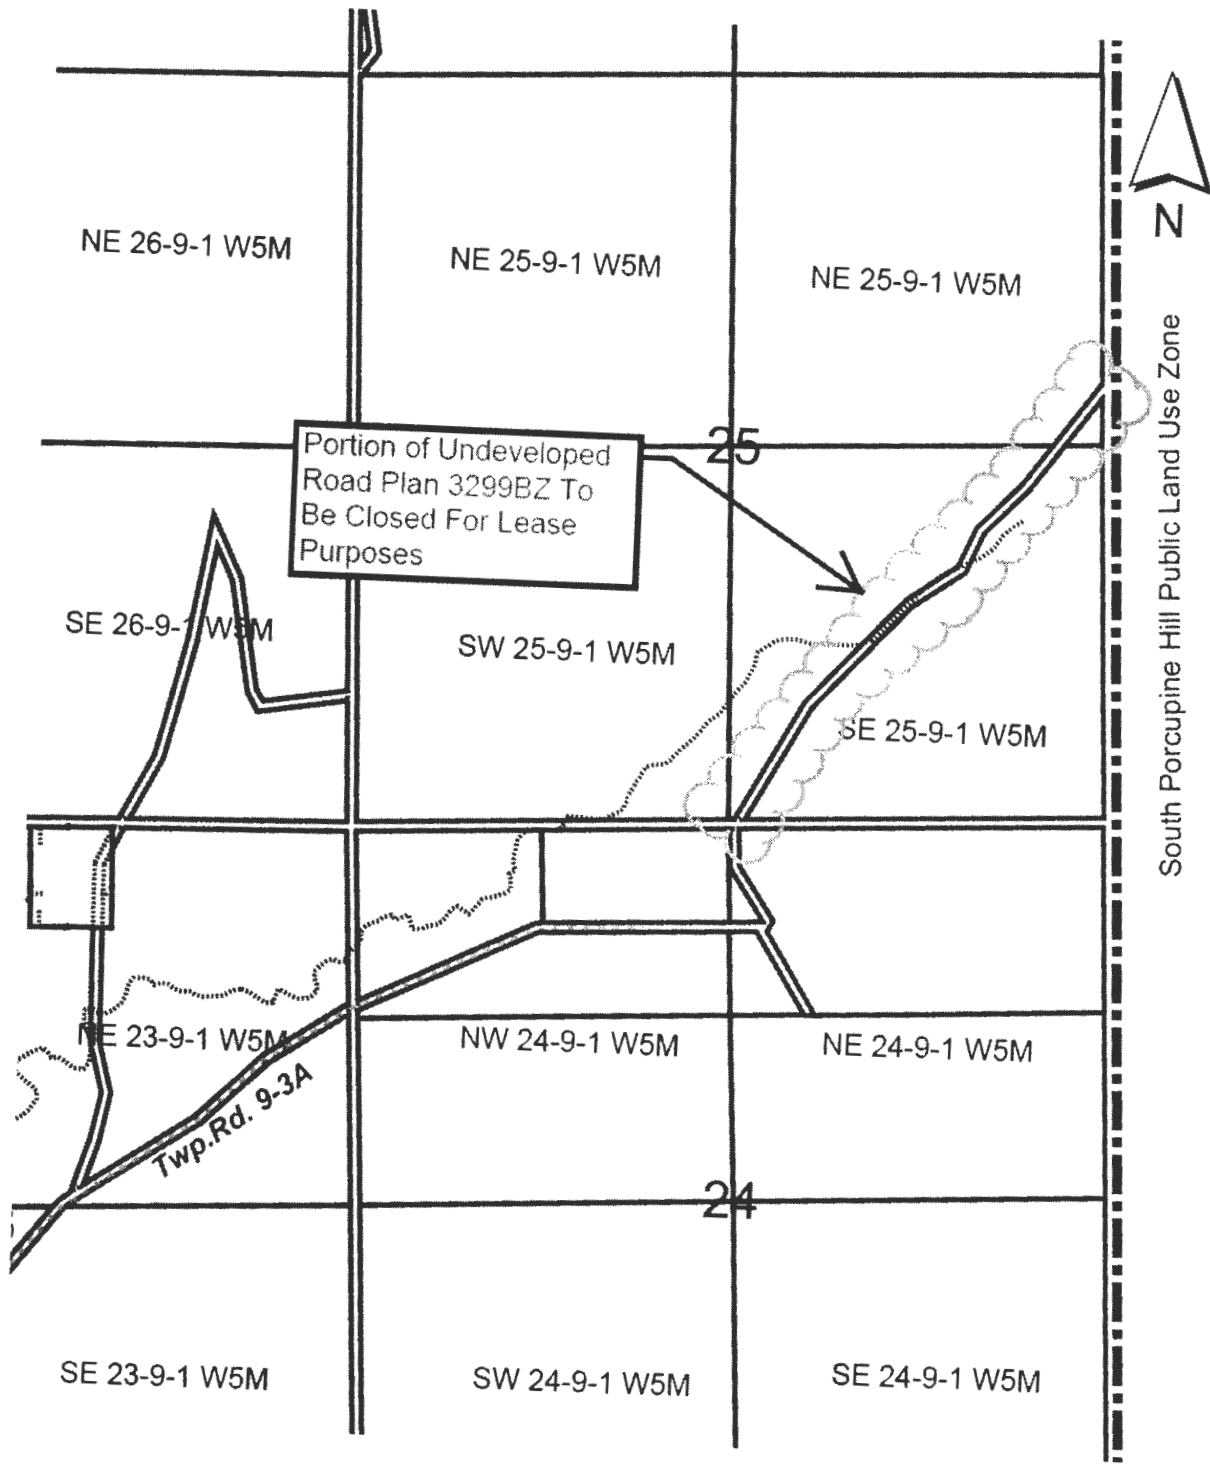 N
NE 26-9-1 W5M
NE 25-9-1 W5M
NE 25-9-1 W5M
South Porcupine Hill Public Land Use Zone
Portion of Undeveloped
Road Plan 3299BZ To
Be Closed For Lease
Purposes
25
SE 26-9-1 W5M
SW 25-9-1 W5M
SE 25-9-1 W5M
NE 23-9-1 W5M
NW 24-9-1 W5M
NE 24-9-1 W5M
Twp.Rd. 9-3A
24
SE 23-9-1 W5M
SW 24-9-1 W5M
SE 24-9-1 W5M